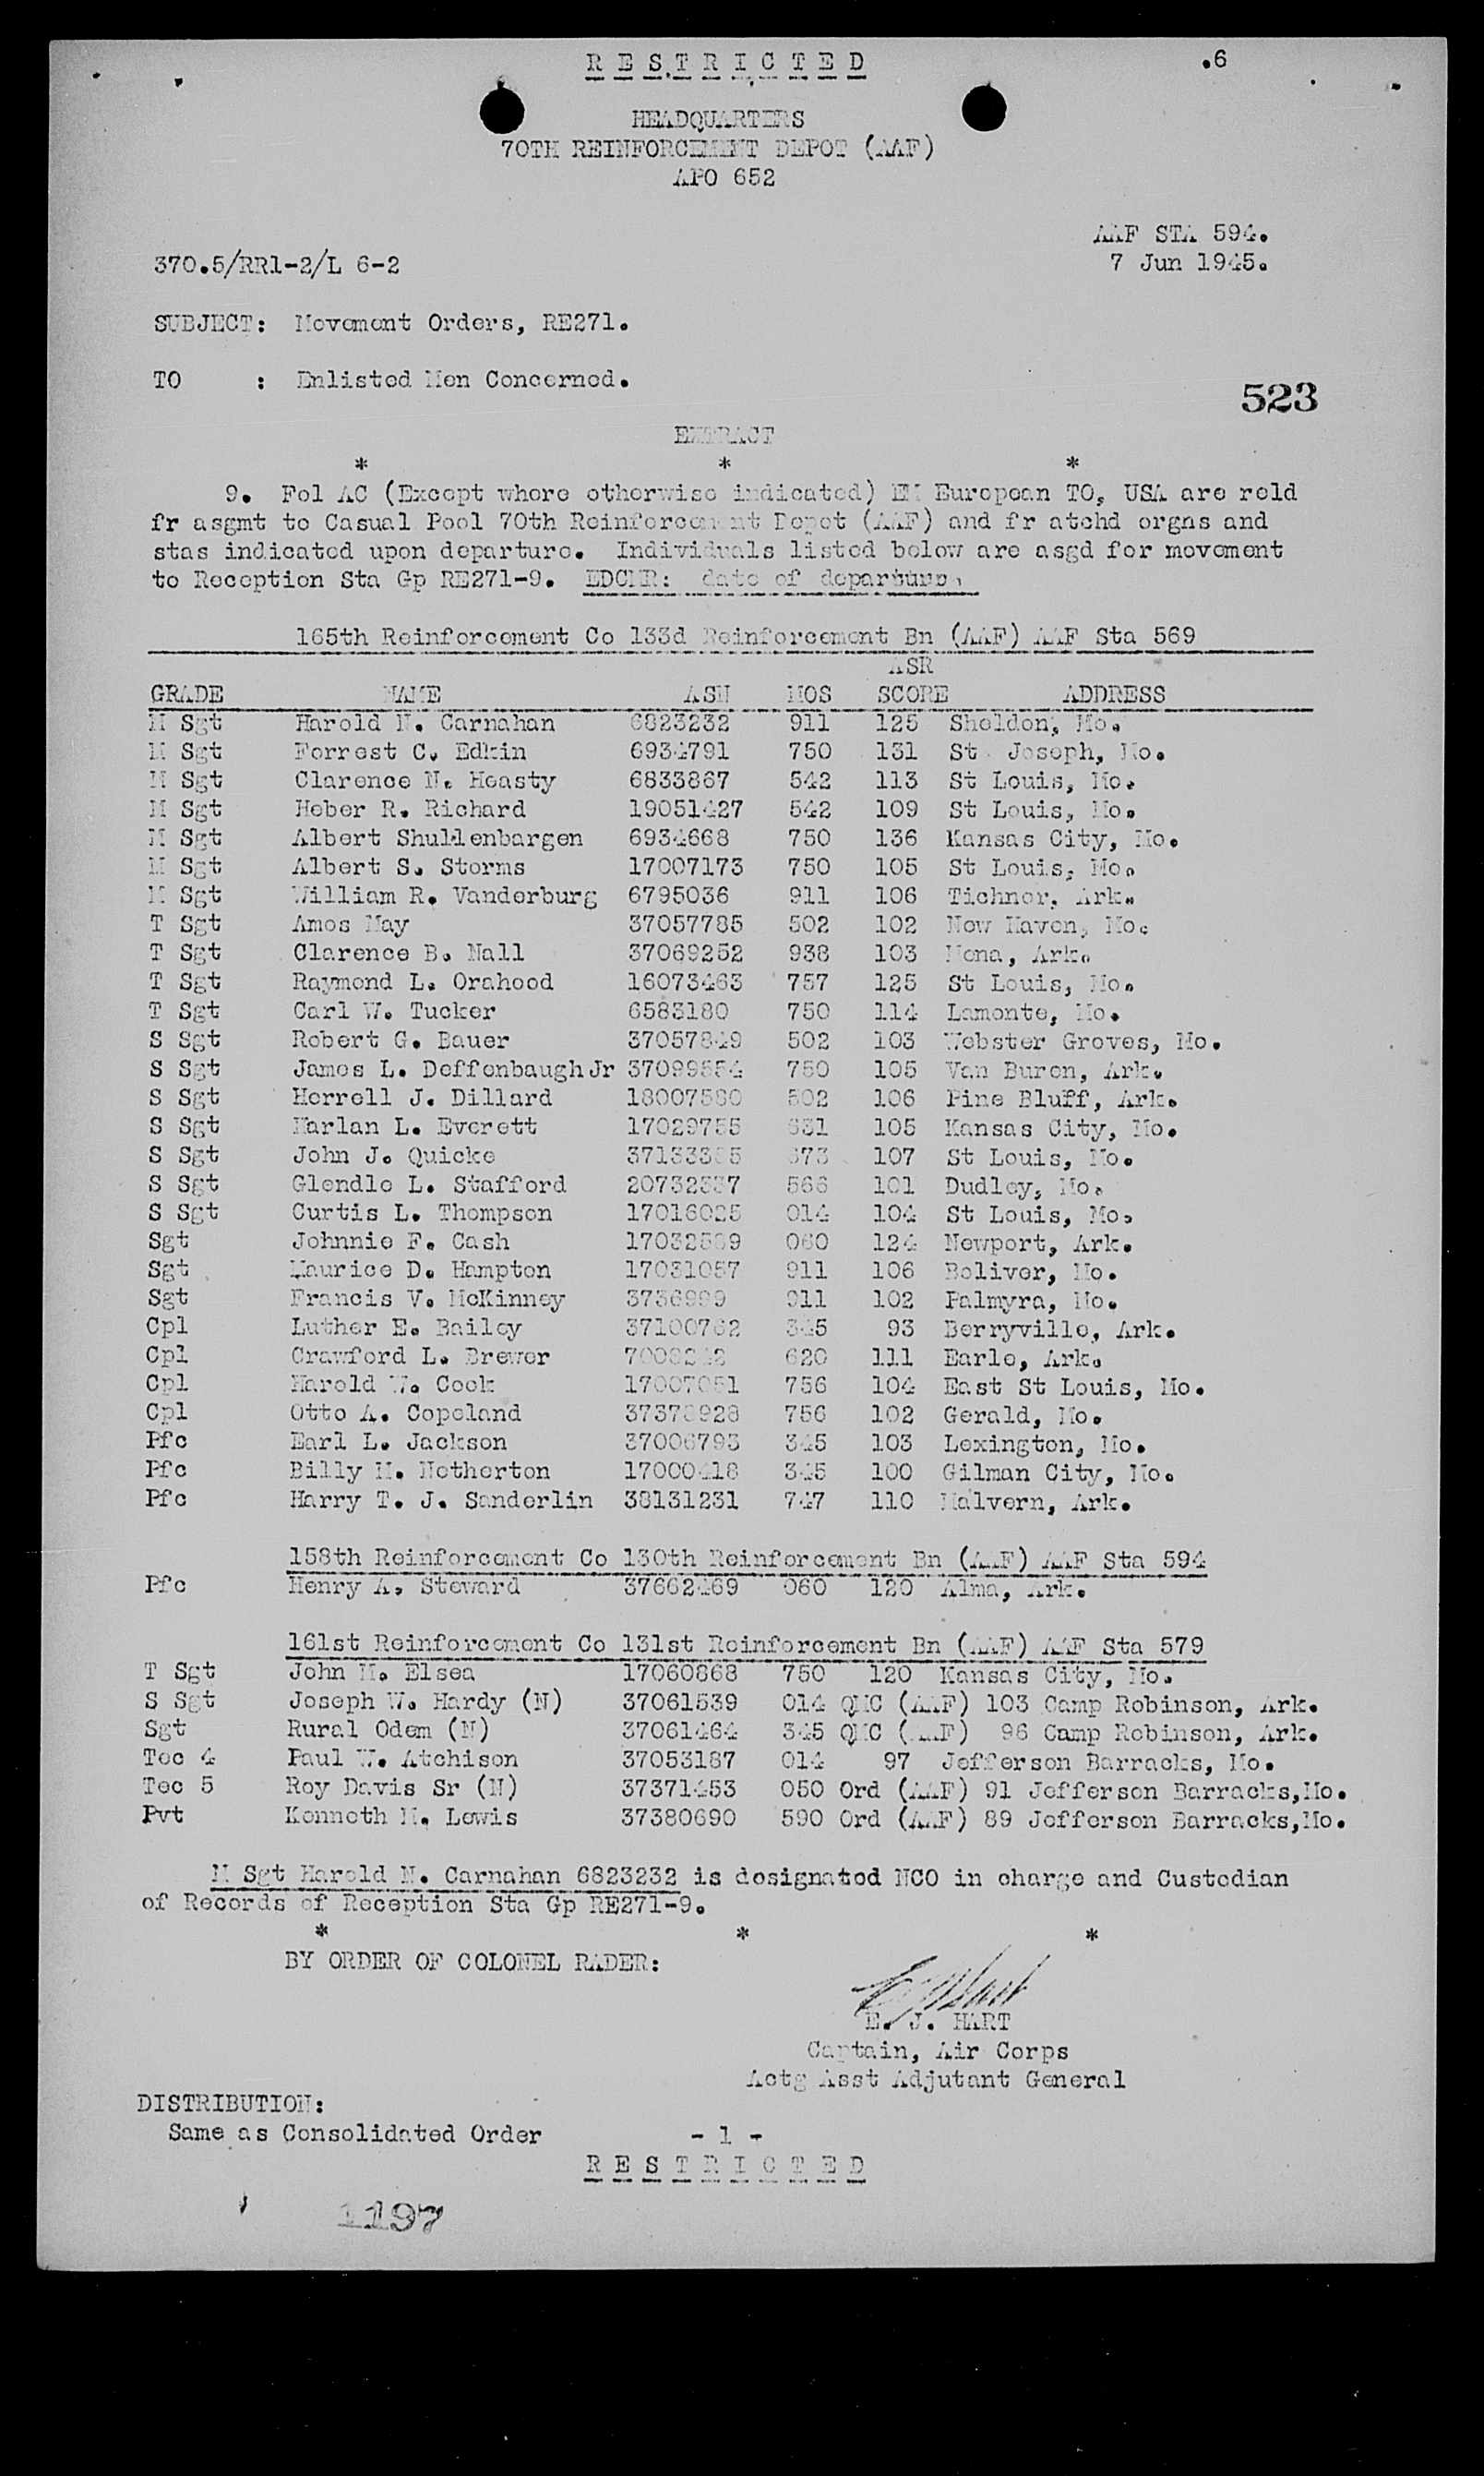 R E S T R I C T E D
.6
HEADQUARTERS
70TH REINFORCEMENT DEPOT (AAF)
APO 652
AAF STA 594.
370.5/RR1-2/L 6-2
7 Jun 1945.
SUBJECT: Movement Orders, RE271.
TO : Enlisted Men Concerned.
523
EXTRACT
* * *
9. Fol AC (Except where otherwise indicated) EM European TO, USA are reld
fr asgmt to Casual Pool 70th Reinforcement Depot (AAF) and fr atchd orgns and
stas indicated upon departure. Individuals listed below are asgd for movement
to Reception Sta Gp RE271-9. EDCMR: date of departure.
165th Reinforcement Co 133d Reinforcement Bn (AAF) AAF Sta 569
ASR
GRADE NAME ASN MOS SCORE ADDRESS
M Sgt Harold N. Carnahan 6823232 911 125 Sheldon, Mo.
M Sgt Forrest C. Edkin 6934791 750 131 St Joseph, Mo.
M Sgt Clarence N. Heasty 6833867 542 113 St Louis, Mo.
M Sgt Heber R. Richard 19051427 542 109 St Louis, Mo.
M Sgt Albert Shullenbargen 6934668 750 136 Kansas City, Mo.
M Sgt Albert S. Storms 17007173 750 105 St Louis, Mo.
M Sgt William R. Vanderburg 6795036 911 106 Tichnor, Ark.
T Sgt Amos May 37057785 502 102 New Haven, Mo.
T Sgt Clarence B. Nall 37069252 938 103 Mena, Ark.
T Sgt Raymond L. Orahood 16073463 757 125 St Louis, Mo.
T Sgt Carl W. Tucker 6583180 750 114 Lamonte, Mo.
S Sgt Robert G. Bauer 37057849 502 103 Webster Groves, Mo.
S Sgt James L. Deffenbaugh Jr 37099554 750 105 Van Buren, Ark.
S Sgt Herrell J. Dillard 18007580 502 106 Pine Bluff, Ark.
S Sgt Harlan L. Everett 17029755 631 105 Kansas City, Mo.
S Sgt John J. Quicke 673 107 St Louis, Mo.
S Sgt Glendle L. Stafford 566 101 Dudley, Mo.
S Sgt Curtis L. Thompson 17016025 014 104 St Louis, Mo.
Sgt Johnnie F. Cash 060 124 Newport, Ark.
Sgt Maurice D. Hampton 17031057 911 106 Boliver, Mo.
Sgt Francis V. McKinney 3736999 911 102 Palmyra, Mo.
Cpl Luther E. Bailey 37100762 345 93 Berryville, Ark.
Cpl Crawford L. Brewer 620 111 Earle, Ark.
Cpl Harold W. Cook 17007051 756 104 East St Louis, Mo.
Cpl Otto A. Copeland 37378928 756 102 Gerald, Mo.
Pfc Earl L. Jackson 37006793 345 103 Lexington, Mo.
Pfc Billy M. Netherton 17000418 345 100 Gilman City, Mo.
Pfc Harry T. J. Sanderlin 38131231 747 110 Malvern, Ark.
158th Reinforcement Co 130th Reinforcement Bn (AAF) AAF Sta 594
Pfc Henry A. Steward 37662469 060 120 Alma, Ark.
161st Reinforcement Co 131st Reinforcement Bn (AAF) AAF Sta 579
T Sgt John M. Elsea 17060868 750 120 Kansas City, Mo.
S Sgt Joseph W. Hardy (N) 37061539 014 QMC (AAF) 103 Camp Robinson, Ark.
Sgt Rural Odem (N) 37061464 345 QMC (AAF) 96 Camp Robinson, Ark.
Tec 4 Paul W. Atchison 37053187 014 97 Jefferson Barracks, Mo.
Tec 5 Roy Davis Sr (N) 37371453 050 Ord (AAF) 91 Jefferson Barracks,Mo.
Pvt Kenneth M. Lewis 37380690 590 Ord (AAF) 89 Jefferson Barracks,Mo.
M Sgt Harold N. Carnahan 6823232 is designated NCO in charge and Custodian
of Records of Reception Sta Gp RE271-9.
* * *
BY ORDER OF COLONEL RADER:
E J Hart
E. J. HART
Captain, Air Corps
Actg Asst Adjutant General
DISTRIBUTION:
Same as Consolidated Order
- 1 -
R E S T R I C T E D
1197